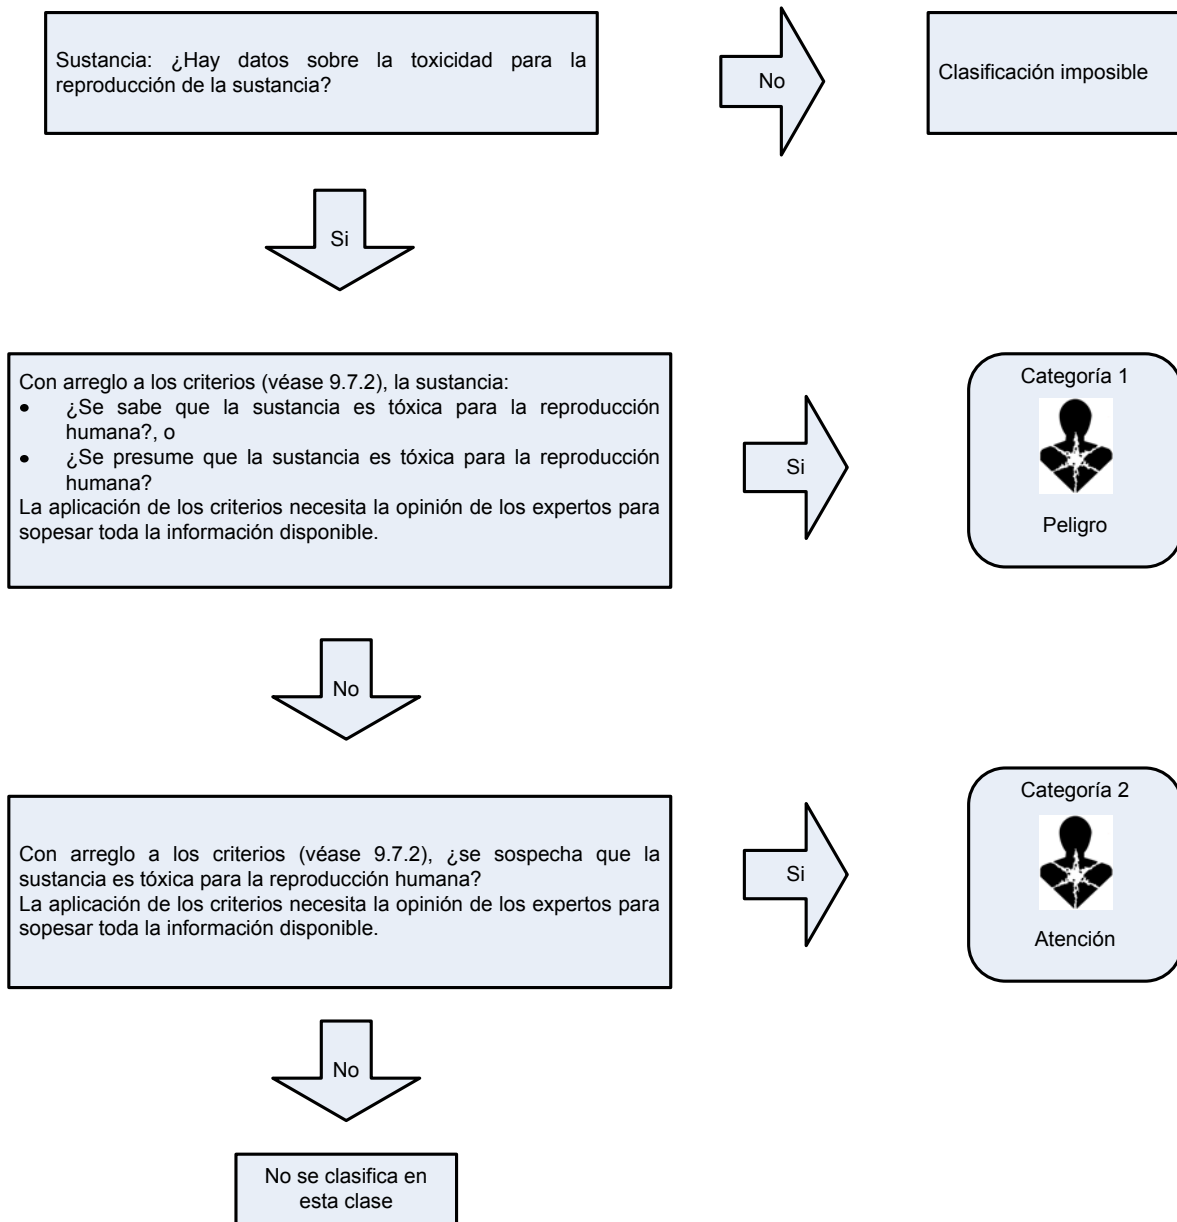 Sustancia: ¿Hay datos sobre la toxicidad para la
reproducción de la sustancia?
No
Clasificación imposible
Si
Con arreglo a los criterios (véase 9.7.2), la sustancia:
• ¿Se sabe que la sustancia es tóxica para la reproducción
humana?, o
• ¿Se presume que la sustancia es tóxica para la reproducción
humana?
La aplicación de los criterios necesita la opinión de los expertos para
sopesar toda la información disponible.
Si
Categoría 1
Peligro
No
Con arreglo a los criterios (véase 9.7.2), ¿se sospecha que la
sustancia es tóxica para la reproducción humana?
La aplicación de los criterios necesita la opinión de los expertos para
sopesar toda la información disponible.
Si
Categoría 2
Atención
No
No se clasifica en
esta clase